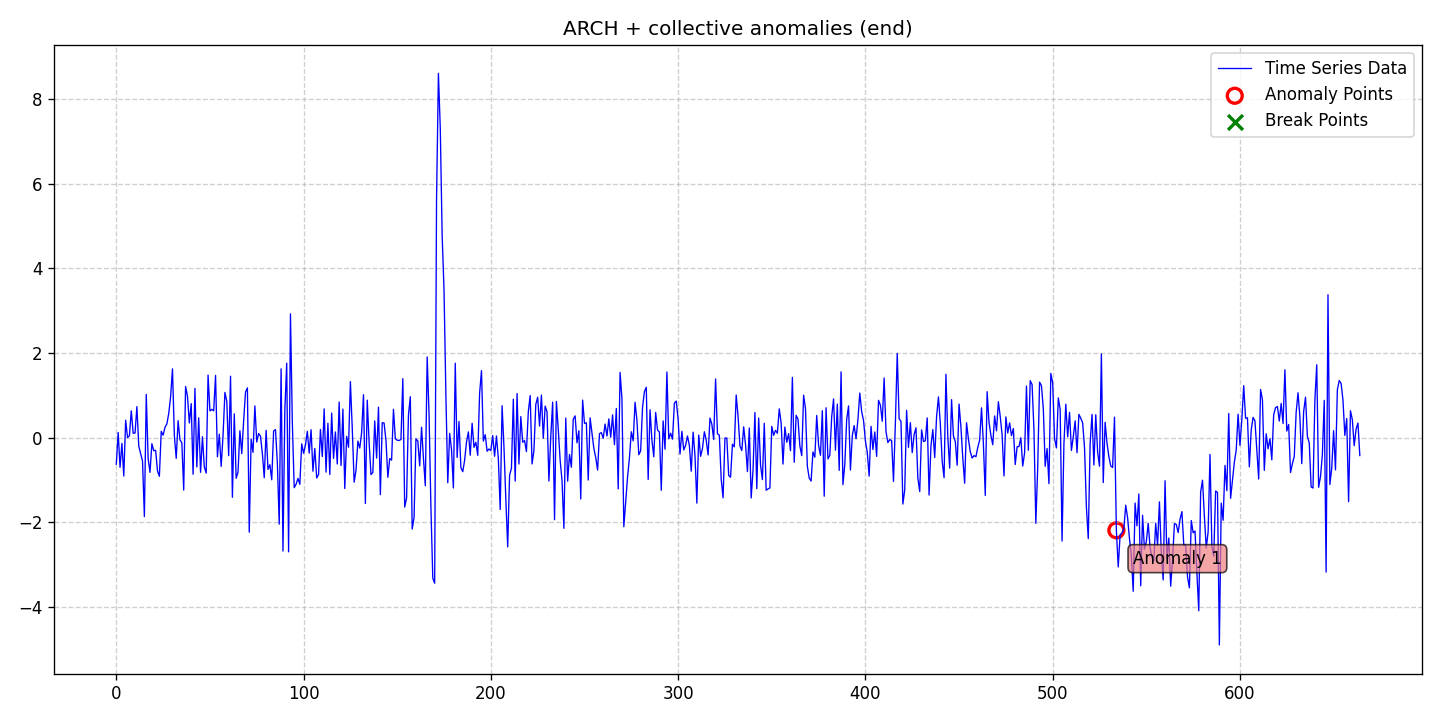 ARCH + collective anomalies (end)
Time Series Data
Anomaly Points
Break Points
8
6
4
2
0
−2
−4
Anomaly 1
0 100 200 300 400 500 600